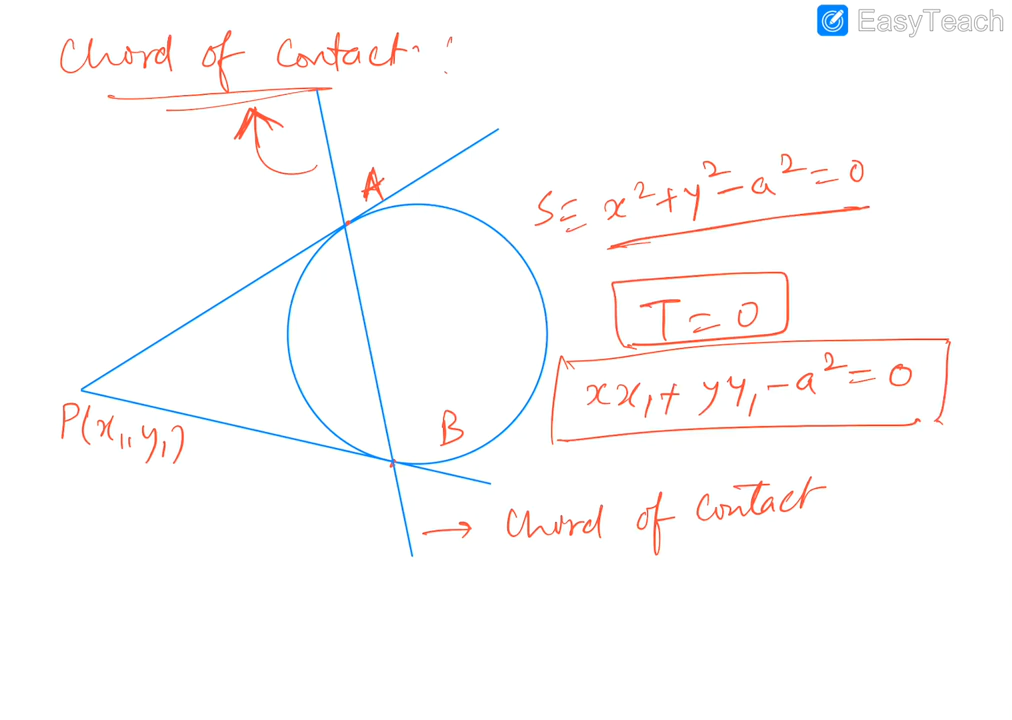 EasyTeach
Chord of Contact :
A
S ≡ x² + y² - a² = 0
T = 0
xx₁ + yy₁ - a² = 0
P(x₁, y₁)
B
→ Chord of Contact